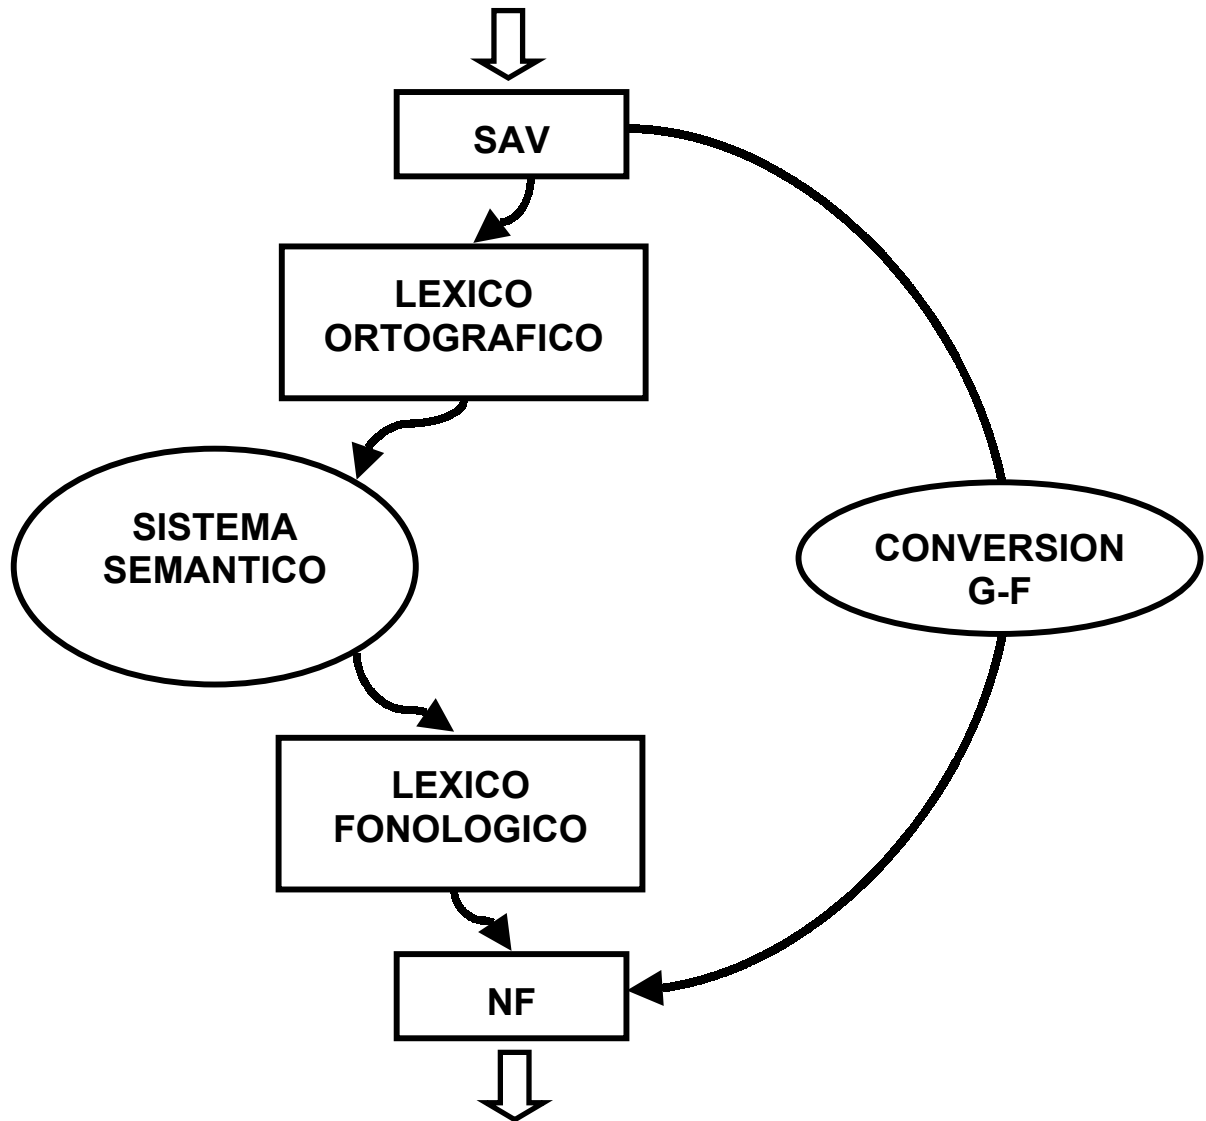 SAV
LEXICO
ORTOGRAFICO
SISTEMA
SEMANTICO
CONVERSION
G-F
LEXICO
FONOLOGICO
NF